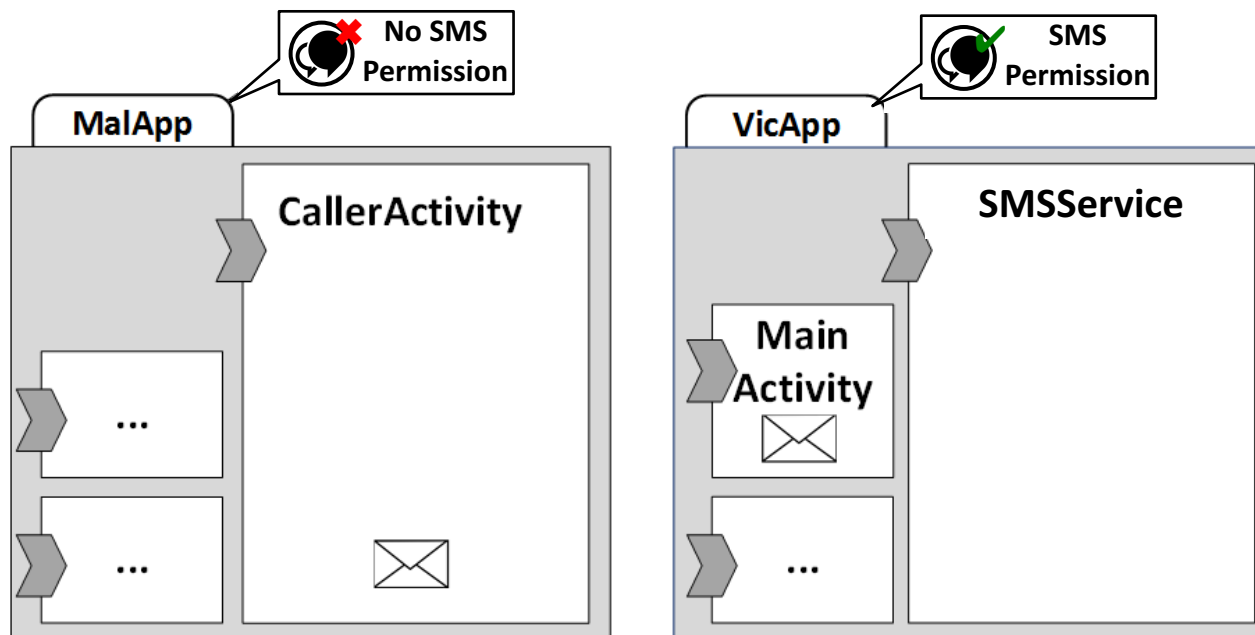 No SMS
Permission
MalApp
CallerActivity
...
...
SMS
Permission
VicApp
SMSService
Main
Activity
...